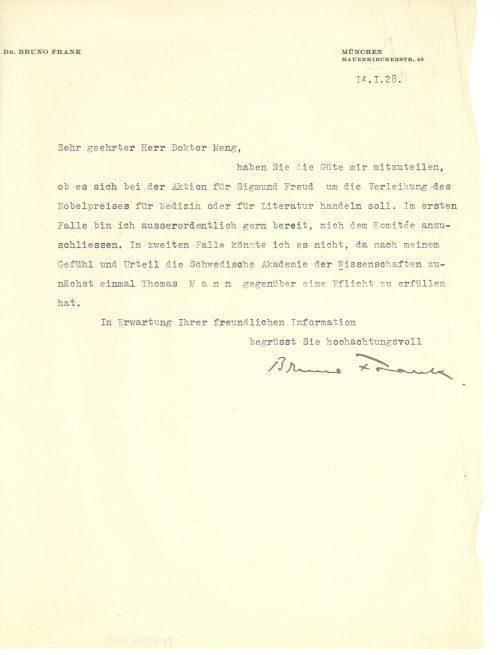 DR. BRUNO FRANK
MÜNCHEN
MAUERKIRCHERSTR. 43
14.I.28.
Sehr geehrter Herr Doktor Meng,
haben Sie die Güte mir mitzuteilen,
ob es sich bei der Aktion für Sigmund Freud um die Verleihung des
Nobelpreises für Medizin oder für Literatur handeln soll. Im ersten
Falle bin ich ausserordentlich gern bereit, mich dem Komitée anzu-
schliessen. Im zweiten Falle könnte ich es nicht, da nach meinem
Gefühl und Urteil die Schwedische Akademie der Wissenschaften zu-
nächst einmal Thomas M a n n gegenüber eine Pflicht zu erfüllen
hat.
In Erwartung Ihrer freundlichen Information
begrüsst Sie hochachtungsvoll
Bruno Frank